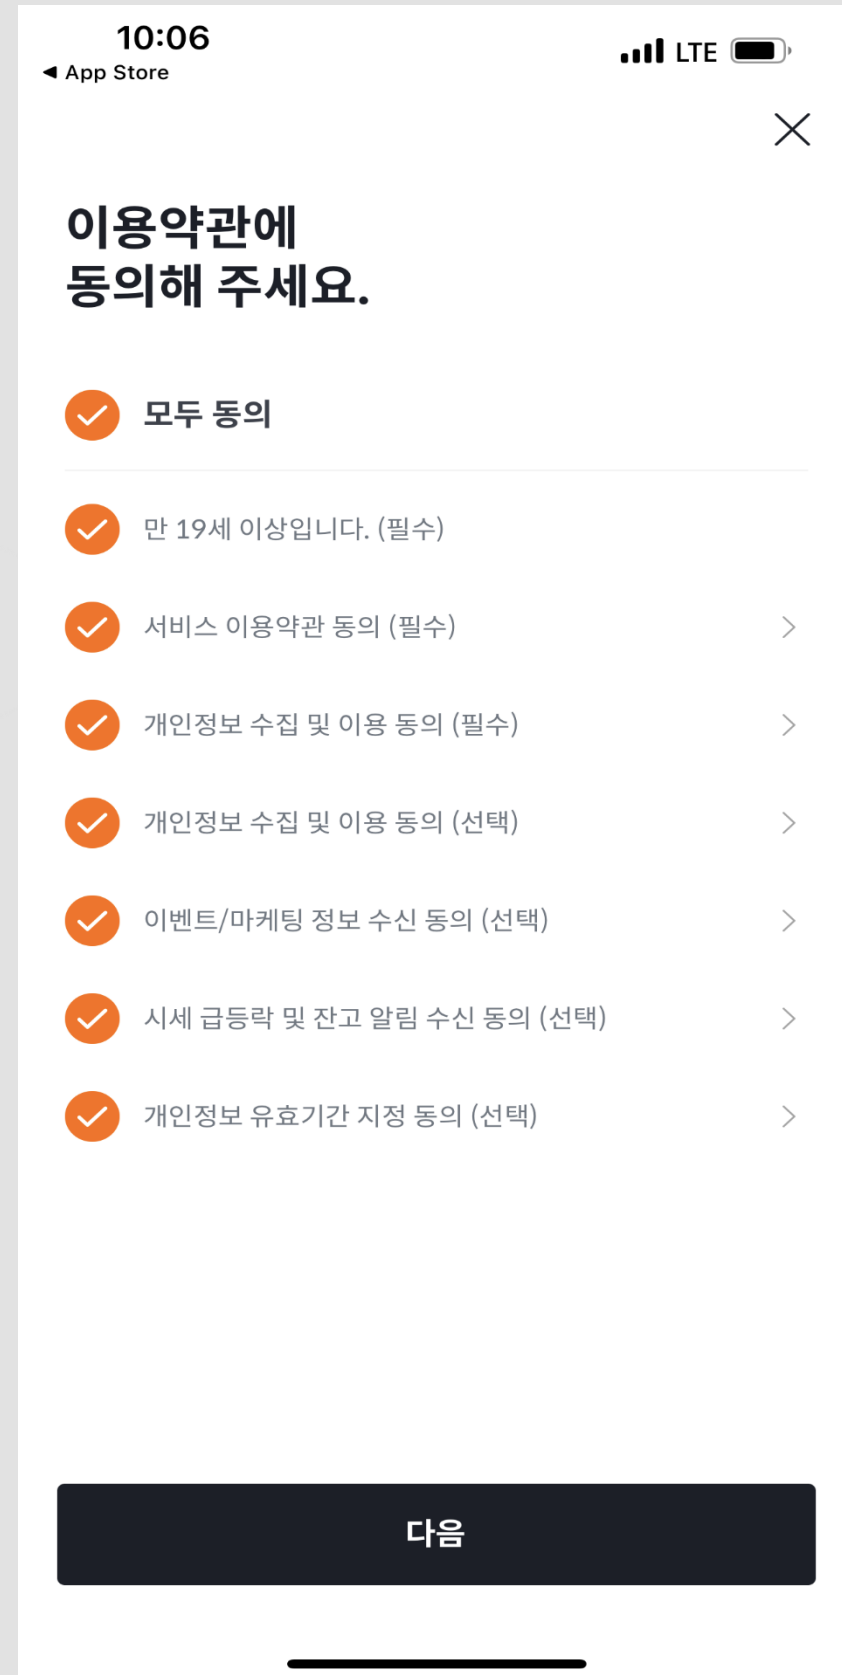 10:06
LTE
◀ App Store
이용약관에
동의해 주세요.
모두 동의
만 19세 이상입니다. (필수)
서비스 이용약관 동의 (필수)
개인정보 수집 및 이용 동의 (필수)
개인정보 수집 및 이용 동의 (선택)
이벤트/마케팅 정보 수신 동의 (선택)
시세 급등락 및 잔고 알림 수신 동의 (선택)
개인정보 유효기간 지정 동의 (선택)
다음